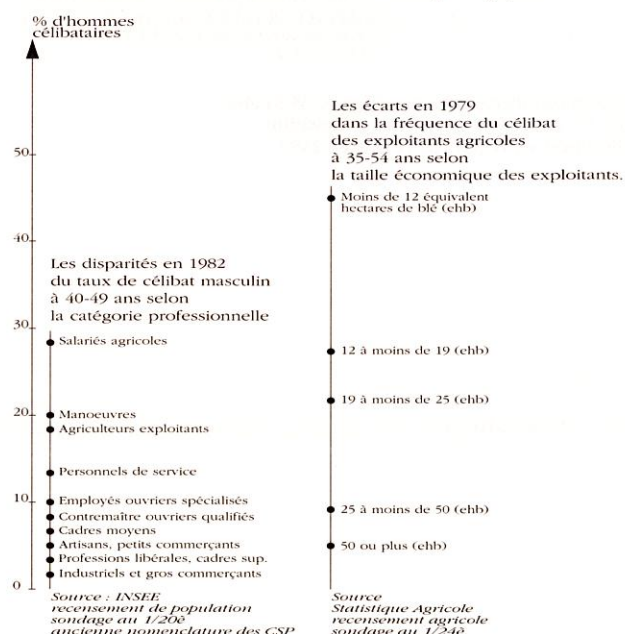 % d'hommes
célibataires
50
40
30
20
10
0
Les disparités en 1982
du taux de célibat masculin
à 40-49 ans selon
la catégorie professionnelle
Salariés agricoles
Manoeuvres
Agriculteurs exploitants
Personnels de service
Employés ouvriers spécialisés
Contremaître ouvriers qualifiés
Cadres moyens
Artisans, petits commerçants
Professions libérales, cadres sup.
Industriels et gros commerçants
Source : INSEE
recensement de population
sondage au 1/20è
ancienne nomenclature des CSP
Les écarts en 1979
dans la fréquence du célibat
des exploitants agricoles
à 35-54 ans selon
la taille économique des exploitants.
Moins de 12 équivalent
hectares de blé (ehb)
12 à moins de 19 (ehb)
19 à moins de 25 (ehb)
25 à moins de 50 (ehb)
50 ou plus (ehb)
Source
Statistique Agricole
recensement agricole
sondage au 1/24è